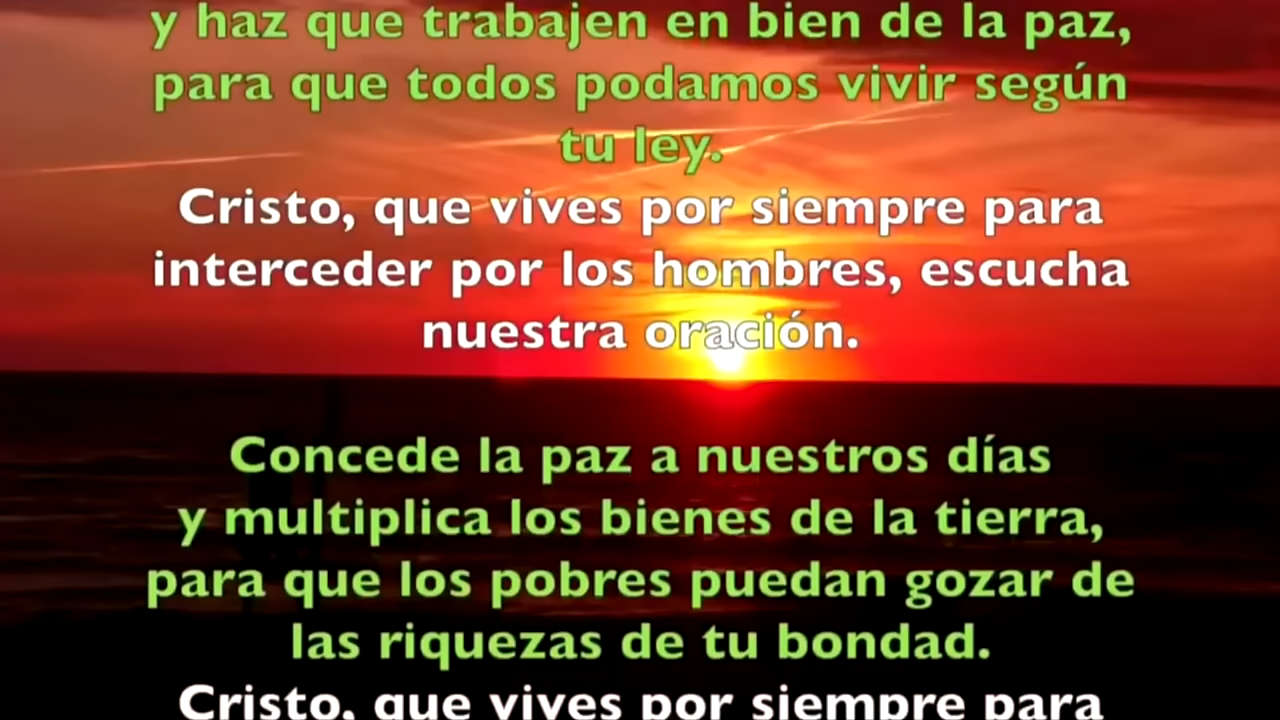 y haz que trabajen en bien de la paz,
para que todos podamos vivir según
tu ley.
Cristo, que vives por siempre para
interceder por los hombres, escucha
nuestra oración.
Concede la paz a nuestros días
y multiplica los bienes de la tierra,
para que los pobres puedan gozar de
las riquezas de tu bondad.
Cristo, que vives por siempre para